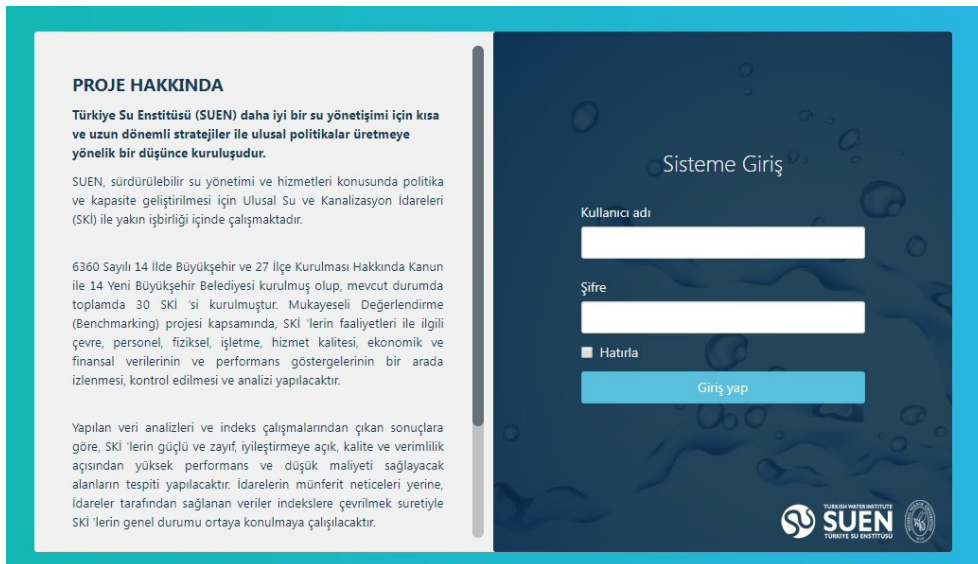 PROJE HAKKINDA
Türkiye Su Enstitüsü (SUEN) daha iyi bir su yönetişimi için kısa
ve uzun dönemli stratejiler ile ulusal politikalar üretmeye
yönelik bir düşünce kuruluşudur.
SUEN, sürdürülebilir su yönetimi ve hizmetleri konusunda politika
ve kapasite geliştirilmesi için Ulusal Su ve Kanalizasyon İdareleri
(SKİ) ile yakın işbirliği içinde çalışmaktadır.
6360 Sayılı 14 İlde Büyükşehir ve 27 İlçe Kurulması Hakkında Kanun
ile 14 Yeni Büyükşehir Belediyesi kurulmuş olup, mevcut durumda
toplamda 30 SKİ 'si kurulmuştur. Mukayeseli Değerlendirme
(Benchmarking) projesi kapsamında, SKİ 'lerin faaliyetleri ile ilgili
çevre, personel, fiziksel, işletme, hizmet kalitesi, ekonomik ve
finansal verilerinin ve performans göstergelerinin bir arada
izlenmesi, kontrol edilmesi ve analizi yapılacaktır.
Yapılan veri analizleri ve indeks çalışmalarından çıkan sonuçlara
göre, SKİ 'lerin güçlü ve zayıf, iyileştirmeye açık, kalite ve verimlilik
açısından yüksek performans ve düşük maliyeti sağlayacak
alanların tespiti yapılacaktır. İdarelerin münferit neticeleri yerine,
İdareler tarafından sağlanan veriler indekslere çevrilmek suretiyle
SKİ 'lerin genel durumu ortaya konulmaya çalışılacaktır.
Sisteme Giriş
Kullanıcı adı
Şifre
Hatırla
Giriş yap
TURKISH WATER INSTITUTE
SUEN
TÜRKİYE SU ENSTİTÜSÜ